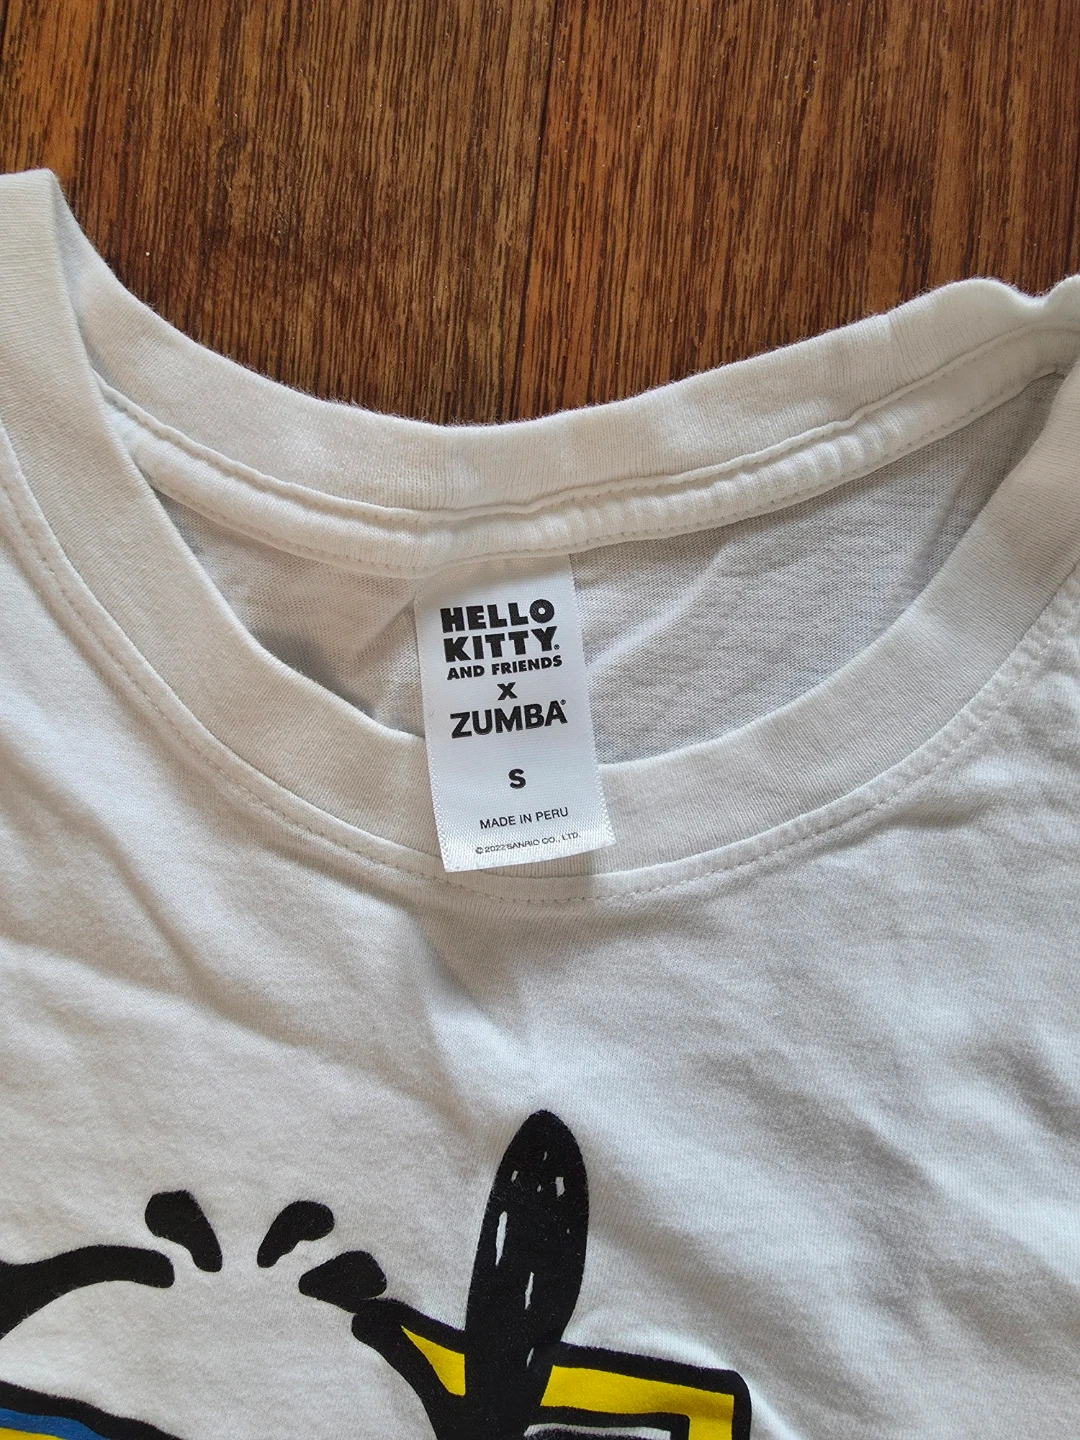 HELLO
KITTY®
AND FRIENDS
X
ZUMBA®
S
MADE IN PERU
© 2022 SANRIO CO., LTD.